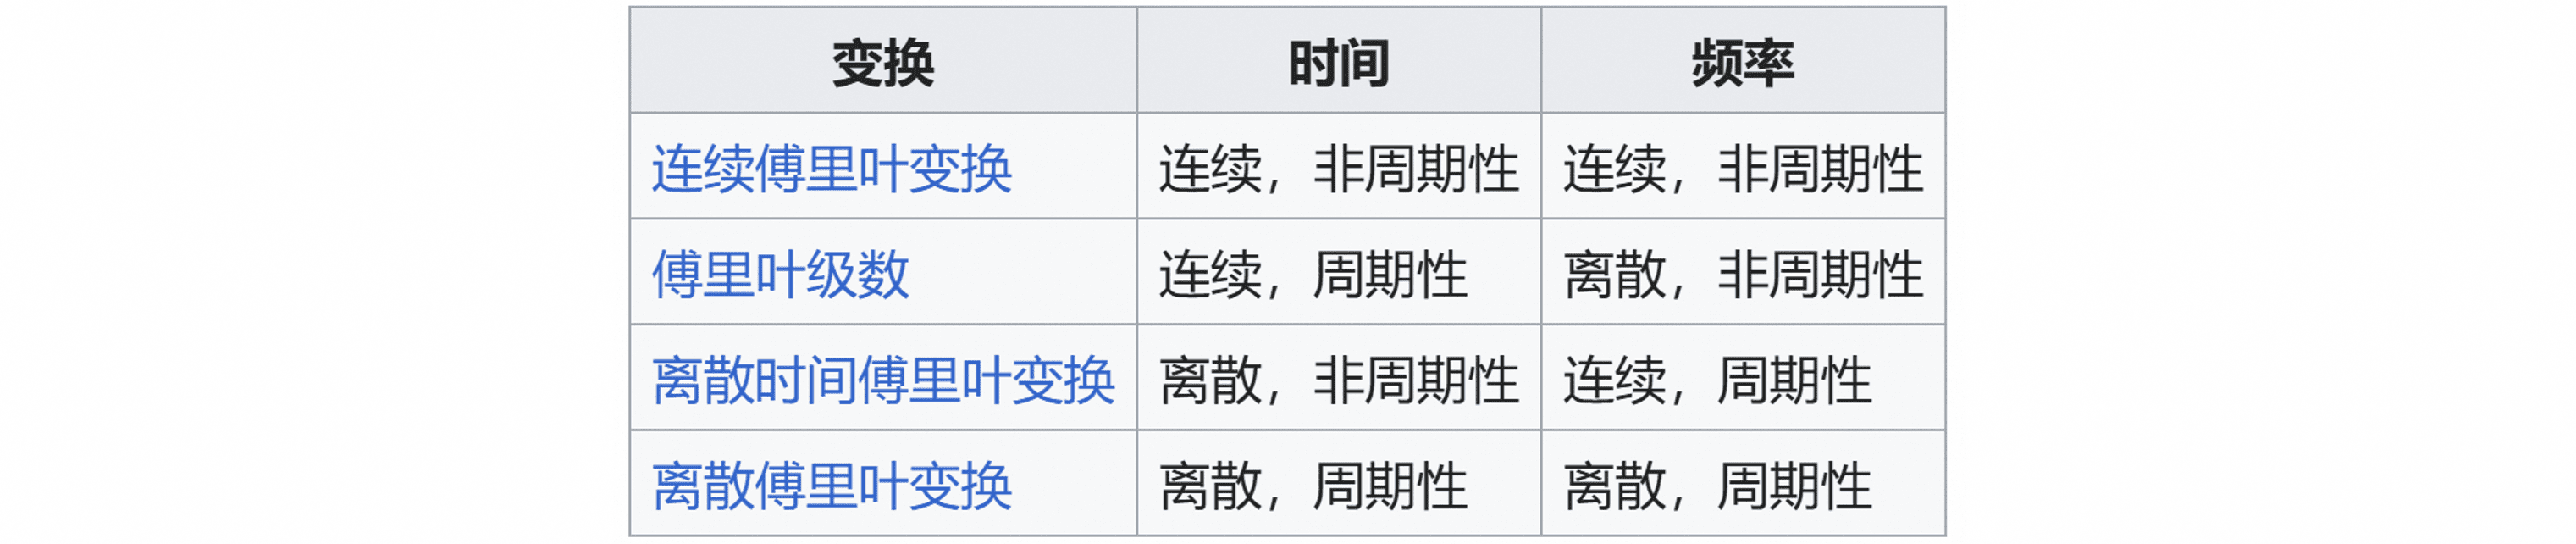 变换 时间 频率
连续傅里叶变换 连续，非周期性 连续，非周期性
傅里叶级数 连续，周期性 离散，非周期性
离散时间傅里叶变换 离散，非周期性 连续，周期性
离散傅里叶变换 离散，周期性 离散，周期性